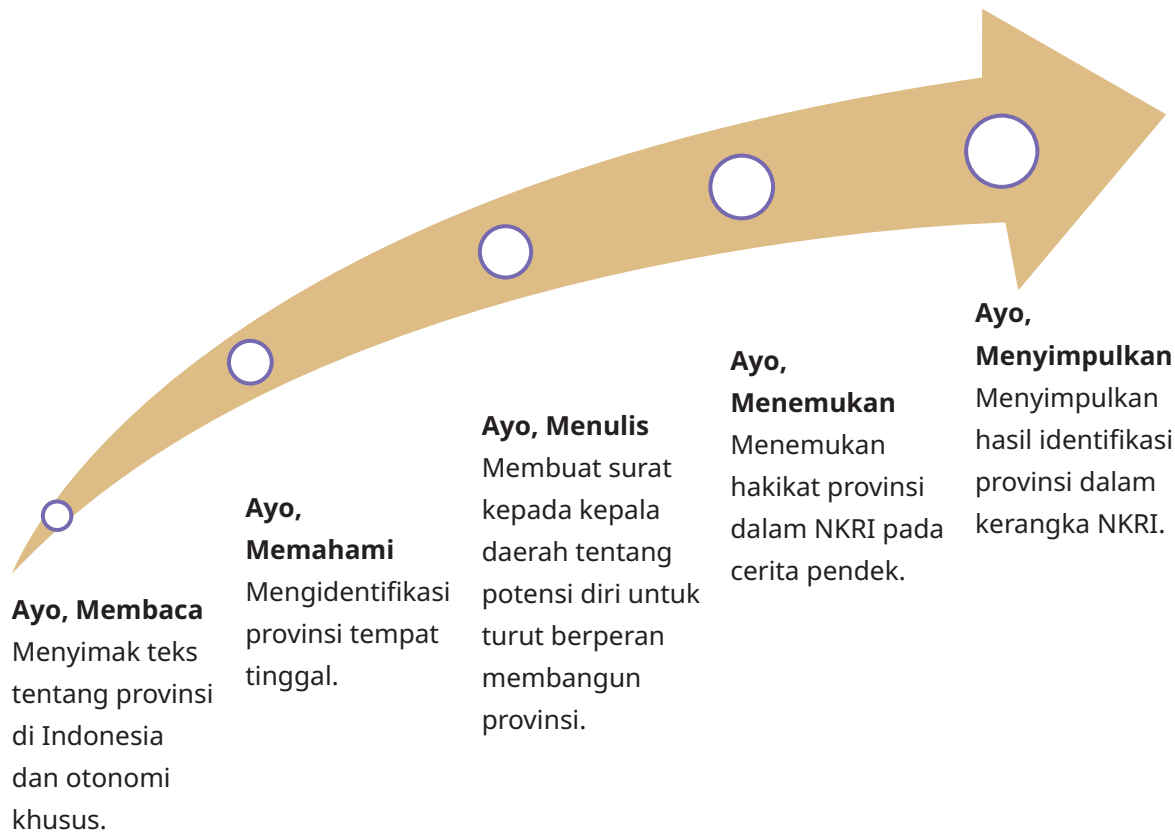 Ayo, Membaca
Menyimak teks
tentang provinsi
di Indonesia
dan otonomi
khusus.
Ayo,
Memahami
Mengidentifikasi
provinsi tempat
tinggal.
Ayo, Menulis
Membuat surat
kepada kepala
daerah tentang
potensi diri untuk
turut berperan
membangun
provinsi.
Ayo,
Menemukan
Menemukan
hakikat provinsi
dalam NKRI pada
cerita pendek.
Ayo,
Menyimpulkan
Menyimpulkan
hasil identifikasi
provinsi dalam
kerangka NKRI.